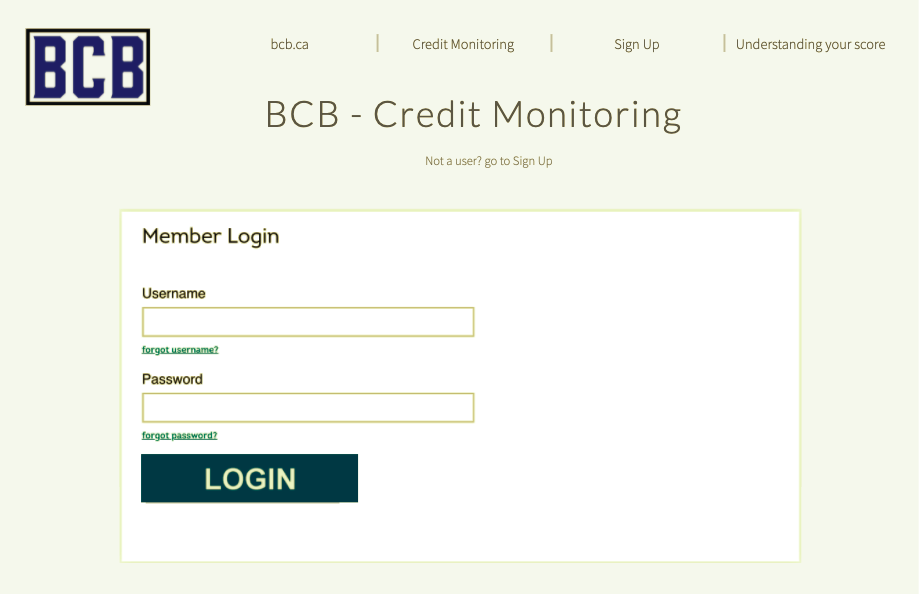 BCB
bcb.ca | Credit Monitoring | Sign Up | Understanding your score
BCB - Credit Monitoring
Not a user? go to Sign Up
Member Login
Username
forgot username?
Password
forgot password?
LOGIN